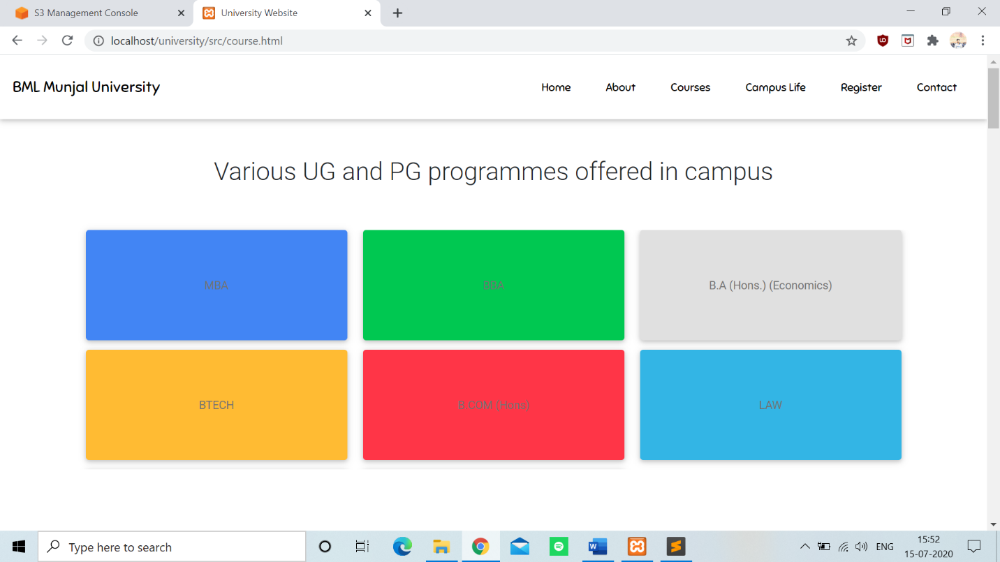 S3 Management Console
University Website
localhost/university/src/course.html
BML Munjal University
Home About Courses Campus Life Register Contact
Various UG and PG programmes offered in campus
MBA BBA B.A (Hons.) (Economics)
BTECH B.COM (Hons) LAW
Type here to search
ENG
15:52
15-07-2020